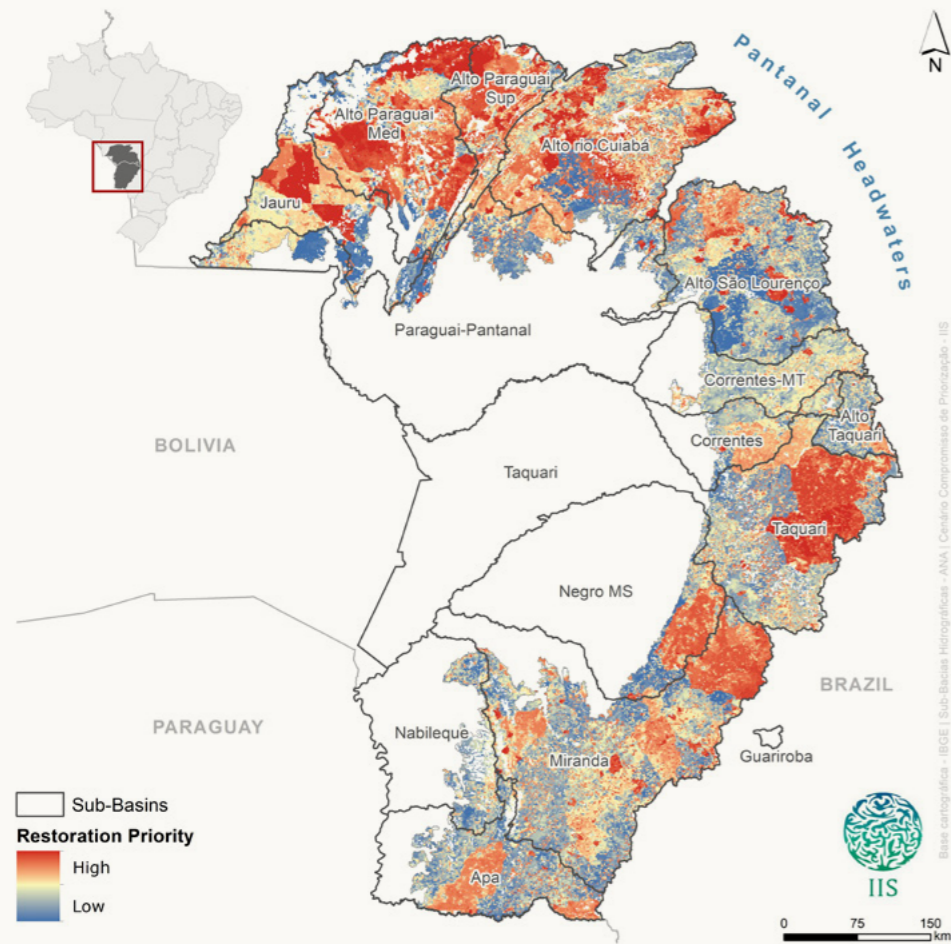 N
Pantanal Headwaters
Alto Paraguai
Sup
Alto Paraguai
Med
Alto rio Cuiabá
Jauru
Alto São Lourenço
Paraguai-Pantanal
Correntes-MT
Alto
Taquari
Correntes
BOLIVIA
Taquari
Taquari
Negro MS
BRAZIL
PARAGUAY
Nabileque
Guariroba
Miranda
Apa
Sub-Basins
Restoration Priority
High
Low
IIS
0 75 150
km
Base cartográfica - IBGE | Sub-Bacias Hidrográficas - ANA | Cenário Compromisso de Priorização - IIS